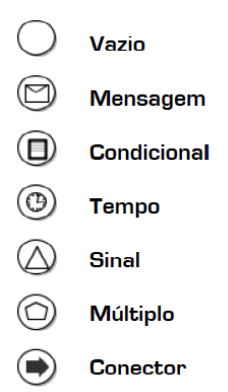 Vazio
Mensagem
Condicional
Tempo
Sinal
Múltiplo
Conector